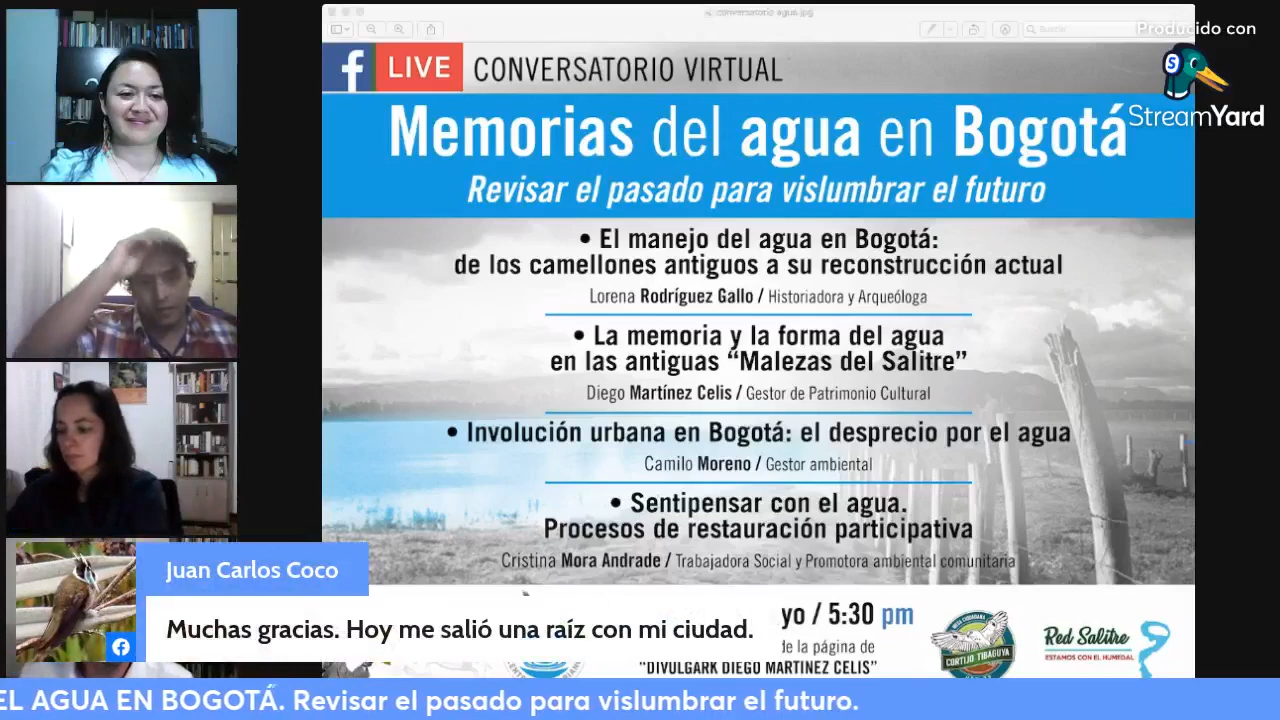 conversatorio agua.jpg
Buscar
Producido con
StreamYard
f LIVE CONVERSATORIO VIRTUAL
Memorias del agua en Bogotá
Revisar el pasado para vislumbrar el futuro
• El manejo del agua en Bogotá:
de los camellones antiguos a su reconstrucción actual
Lorena Rodríguez Gallo / Historiadora y Arqueóloga
• La memoria y la forma del agua
en las antiguas “Malezas del Salitre”
Diego Martínez Celis / Gestor de Patrimonio Cultural
• Involución urbana en Bogotá: el desprecio por el agua
Camilo Moreno / Gestor ambiental
• Sentipensar con el agua.
Procesos de restauración participativa
Cristina Mora Andrade / Trabajadora Social y Promotora ambiental comunitaria
yo / 5:30 pm
de la página de
"DIVULGARK DIEGO MARTINEZ CELIS"
CORTIJO TIBAGUYA
Red Salitre
ESTAMOS CON EL HUMEDAL
Juan Carlos Coco
Muchas gracias. Hoy me salió una raíz con mi ciudad.
EL AGUA EN BOGOTÁ. Revisar el pasado para vislumbrar el futuro.